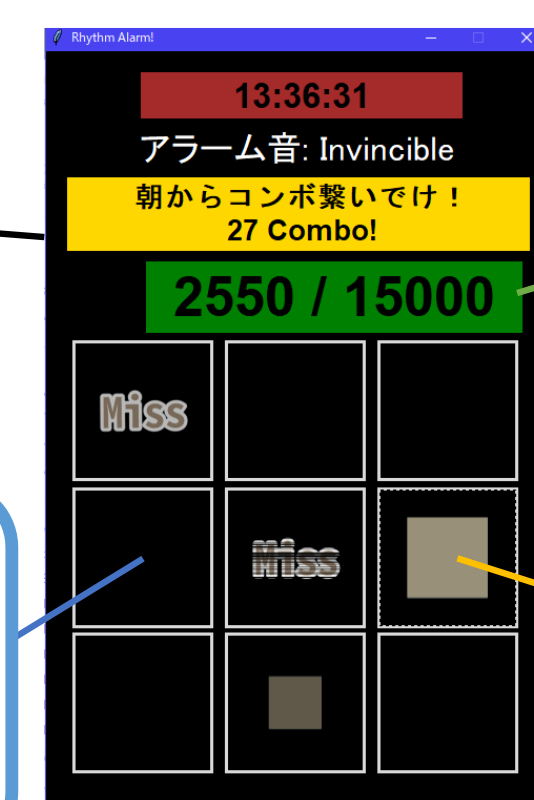 Rhythm Alarm!
13:36:31
アラーム音: Invincible
朝からコンボ繋いでけ！
27 Combo!
2550 / 15000
Miss
Miss